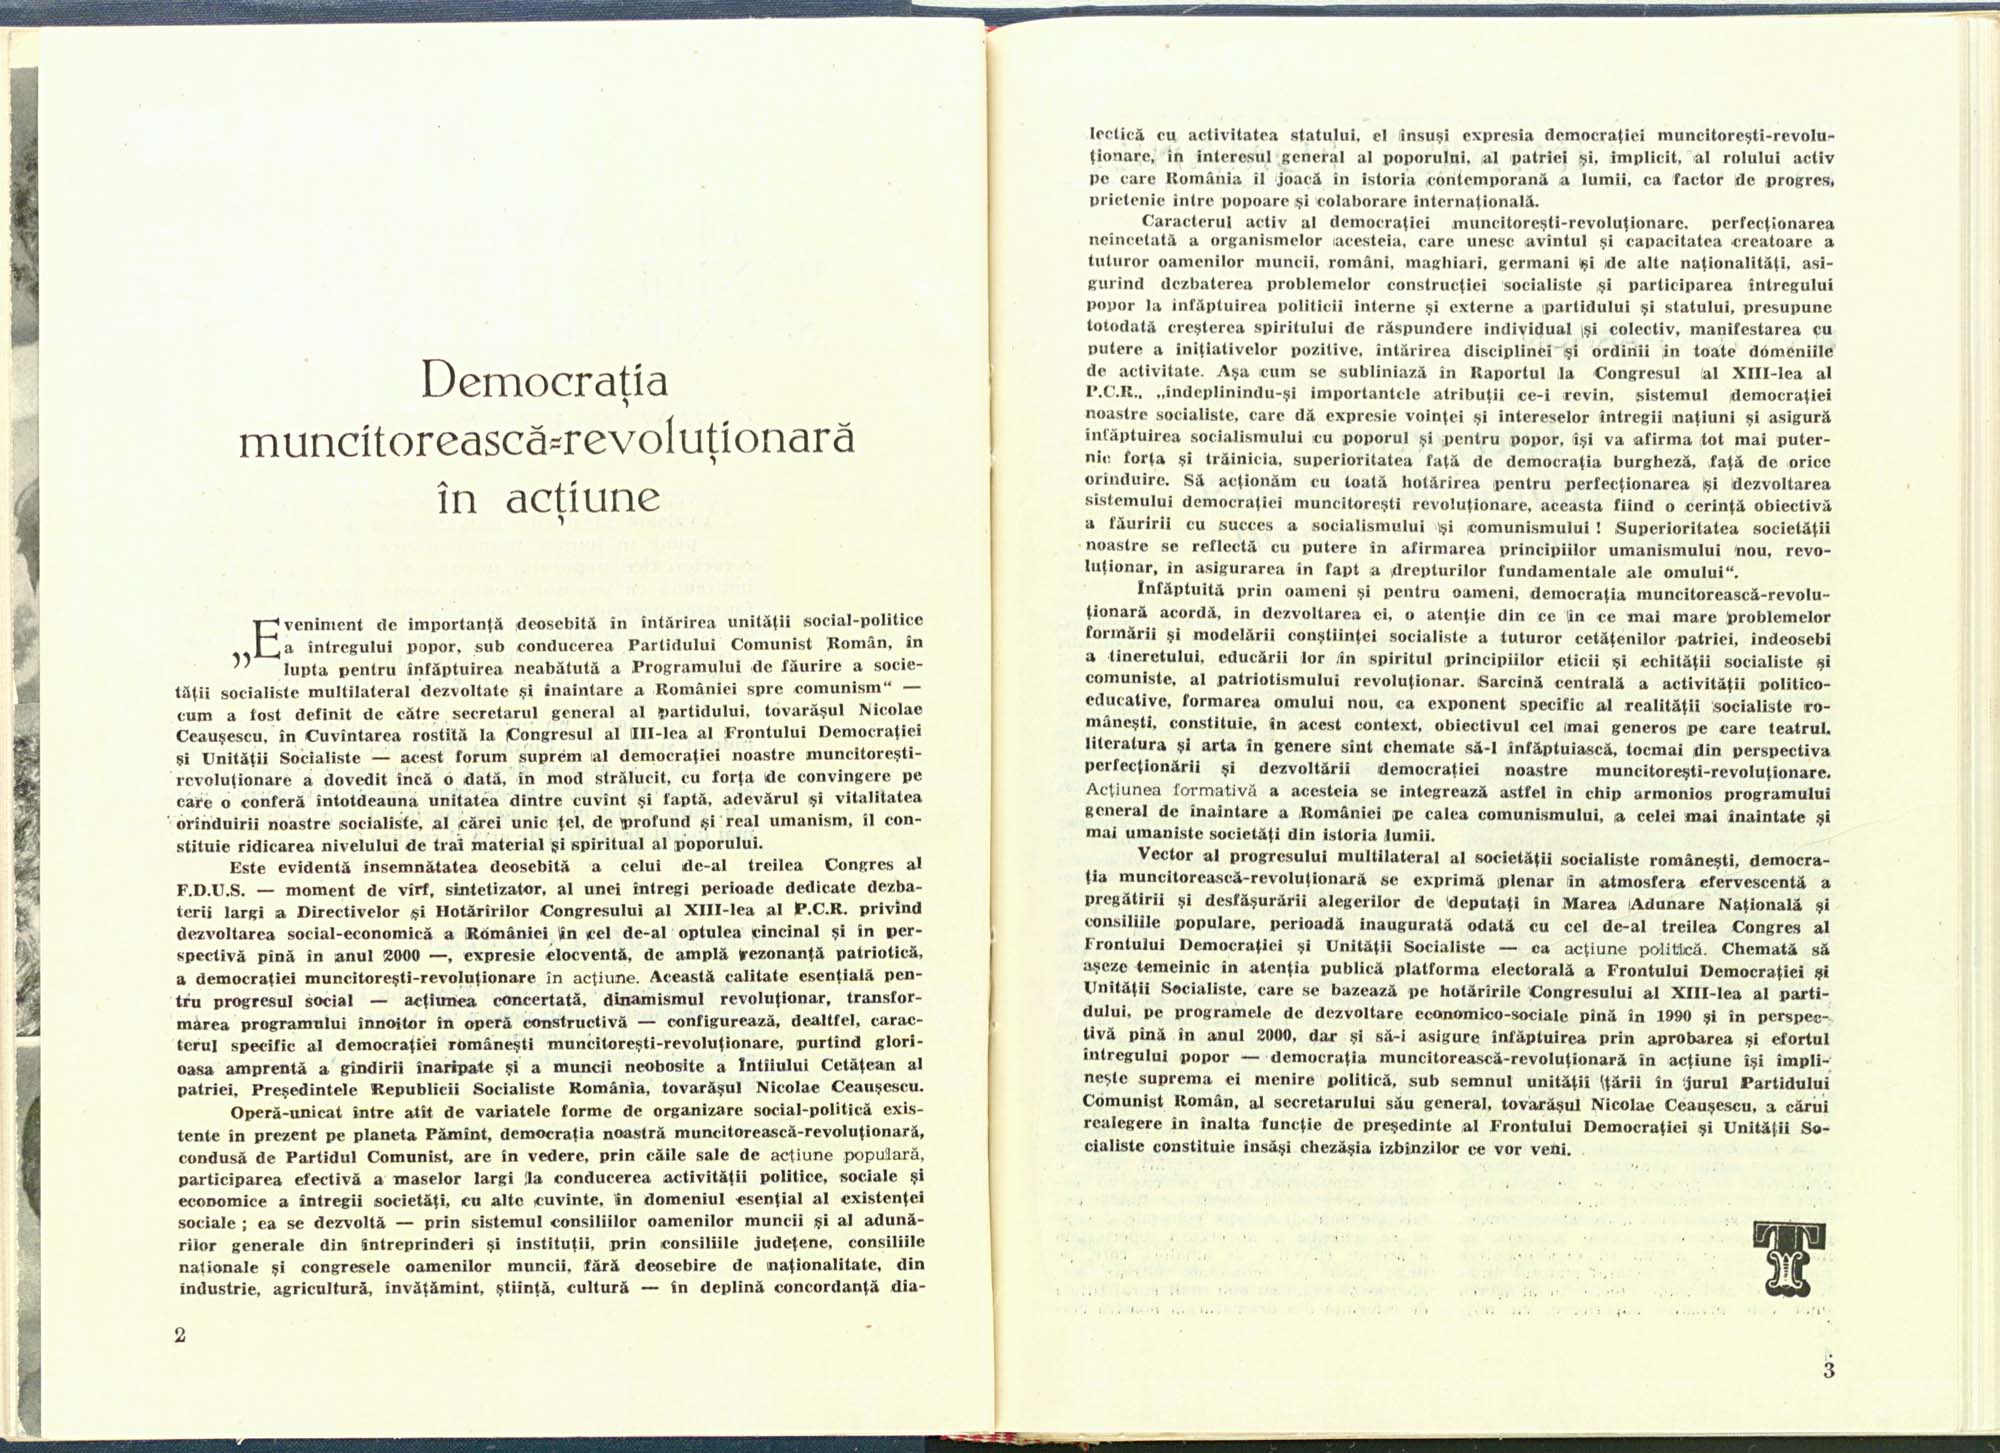 Democrația
muncitorească-revoluționară
în acțiune
„Eveniment de importanță deosebită în întărirea unității social-politice
a întregului popor, sub conducerea Partidului Comunist Român, în
lupta pentru înfăptuirea neabătută a Programului de făurire a socie-
tății socialiste multilateral dezvoltate și înaintare a României spre comunism“ —
cum a fost definit de către secretarul general al partidului, tovarășul Nicolae
Ceaușescu, în Cuvîntarea rostită la Congresul al III-lea al Frontului Democrației
și Unității Socialiste — acest forum suprem al democrației noastre muncitorești-
revoluționare a dovedit încă o dată, în mod strălucit, cu forța de convingere pe
care o conferă întotdeauna unitatea dintre cuvînt și faptă, adevărul și vitalitatea
orînduirii noastre socialiste, al cărei unic țel, de profund și real umanism, îl con-
stituie ridicarea nivelului de trai material și spiritual al poporului.
Este evidentă însemnătatea deosebită a celui de-al treilea Congres al
F.D.U.S. — moment de vîrf, sintetizator, al unei întregi perioade dedicate dezba-
terii largi a Directivelor și Hotărîrilor Congresului al XIII-lea al P.C.R. privind
dezvoltarea social-economică a României în cel de-al optulea cincinal și în per-
spectivă pînă în anul 2000 —, expresie elocventă, de amplă rezonanță patriotică,
a democrației muncitorești-revoluționare în acțiune. Această calitate esențială pen-
tru progresul social — acțiunea concertată, dinamismul revoluționar, transfor-
marea programului înnoitor în operă constructivă — configurează, dealtfel, carac-
terul specific al democrației românești muncitorești-revoluționare, purtînd glori-
oasa amprentă a gîndirii înaripate și a muncii neobosite a Întîiului Cetățean al
patriei, Președintele Republicii Socialiste România, tovarășul Nicolae Ceaușescu.
Operă-unicat între atît de variatele forme de organizare social-politică exis-
tente în prezent pe planeta Pămînt, democrația noastră muncitorească-revoluționară,
condusă de Partidul Comunist, are în vedere, prin căile sale de acțiune populară,
participarea efectivă a maselor largi la conducerea activității politice, sociale și
economice a întregii societăți, cu alte cuvinte, în domeniul esențial al existenței
sociale ; ea se dezvoltă — prin sistemul consiliilor oamenilor muncii și al adună-
rilor generale din întreprinderi și instituții, prin consiliile județene, consiliile
naționale și congresele oamenilor muncii, fără deosebire de naționalitate, din
industrie, agricultură, învățămînt, știință, cultură — în deplină concordanță dia-
2
lectică cu activitatea statului, el însuși expresia democrației muncitorești-revolu-
ționare, în interesul general al poporului, al patriei și, implicit, al rolului activ
pe care România îl joacă în istoria contemporană a lumii, ca factor de progres,
prietenie între popoare și colaborare internațională.
Caracterul activ al democrației muncitorești-revoluționare, perfecționarea
neîncetată a organismelor acesteia, care unesc avîntul și capacitatea creatoare a
tuturor oamenilor muncii, români, maghiari, germani și de alte naționalități, asi-
gurînd dezbaterea problemelor construcției socialiste și participarea întregului
popor la înfăptuirea politicii interne și externe a partidului și statului, presupune
totodată creșterea spiritului de răspundere individual și colectiv, manifestarea cu
putere a inițiativelor pozitive, întărirea disciplinei și ordinii în toate domeniile
de activitate. Așa cum se subliniază în Raportul la Congresul al XIII-lea al
P.C.R., „îndeplinindu-și importantele atribuții ce-i revin, sistemul democrației
noastre socialiste, care dă expresie voinței și intereselor întregii națiuni și asigură
înfăptuirea socialismului cu poporul și pentru popor, își va afirma tot mai puter-
nic forța și trăinicia, superioritatea față de democrația burgheză, față de orice
orînduire. Să acționăm cu toată hotărîrea pentru perfecționarea și dezvoltarea
sistemului democrației muncitorești revoluționare, aceasta fiind o cerință obiectivă
a făuririi cu succes a socialismului și comunismului ! Superioritatea societății
noastre se reflectă cu putere în afirmarea principiilor umanismului nou, revo-
luționar, în asigurarea în fapt a drepturilor fundamentale ale omului“.
Înfăptuită prin oameni și pentru oameni, democrația muncitorească-revolu-
ționară acordă, în dezvoltarea ei, o atenție din ce în ce mai mare problemelor
formării și modelării conștiinței socialiste a tuturor cetățenilor patriei, îndeosebi
a tineretului, educării lor în spiritul principiilor eticii și echității socialiste și
comuniste, al patriotismului revoluționar. Sarcină centrală a activității politico-
educative, formarea omului nou, ca exponent specific al realității socialiste ro-
mânești, constituie, în acest context, obiectivul cel mai generos pe care teatrul,
literatura și arta în genere sînt chemate să-l înfăptuiască, tocmai din perspectiva
perfecționării și dezvoltării democrației noastre muncitorești-revoluționare.
Acțiunea formativă a acesteia se integrează astfel în chip armonios programului
general de înaintare a României pe calea comunismului, a celei mai înaintate și
mai umaniste societăți din istoria lumii.
Vector al progresului multilateral al societății socialiste românești, democra-
ția muncitorească-revoluționară se exprimă plenar în atmosfera efervescentă a
pregătirii și desfășurării alegerilor de deputați în Marea Adunare Națională și
consiliile populare, perioadă inaugurată odată cu cel de-al treilea Congres al
Frontului Democrației și Unității Socialiste — ca acțiune politică. Chemată să
așeze temeinic în atenția publică platforma electorală a Frontului Democrației și
Unității Socialiste, care se bazează pe hotărîrile Congresului al XIII-lea al parti-
dului, pe programele de dezvoltare economico-sociale pînă în 1990 și în perspec-
tivă pînă în anul 2000, dar și să-i asigure înfăptuirea prin aprobarea și efortul
întregului popor — democrația muncitorească-revoluționară în acțiune își împli-
nește suprema ei menire politică, sub semnul unității țării în jurul Partidului
Comunist Român, al secretarului său general, tovarășul Nicolae Ceaușescu, a cărui
realegere în înalta funcție de președinte al Frontului Democrației și Unității So-
cialiste constituie însăși chezășia izbînzilor ce vor veni.
T
3